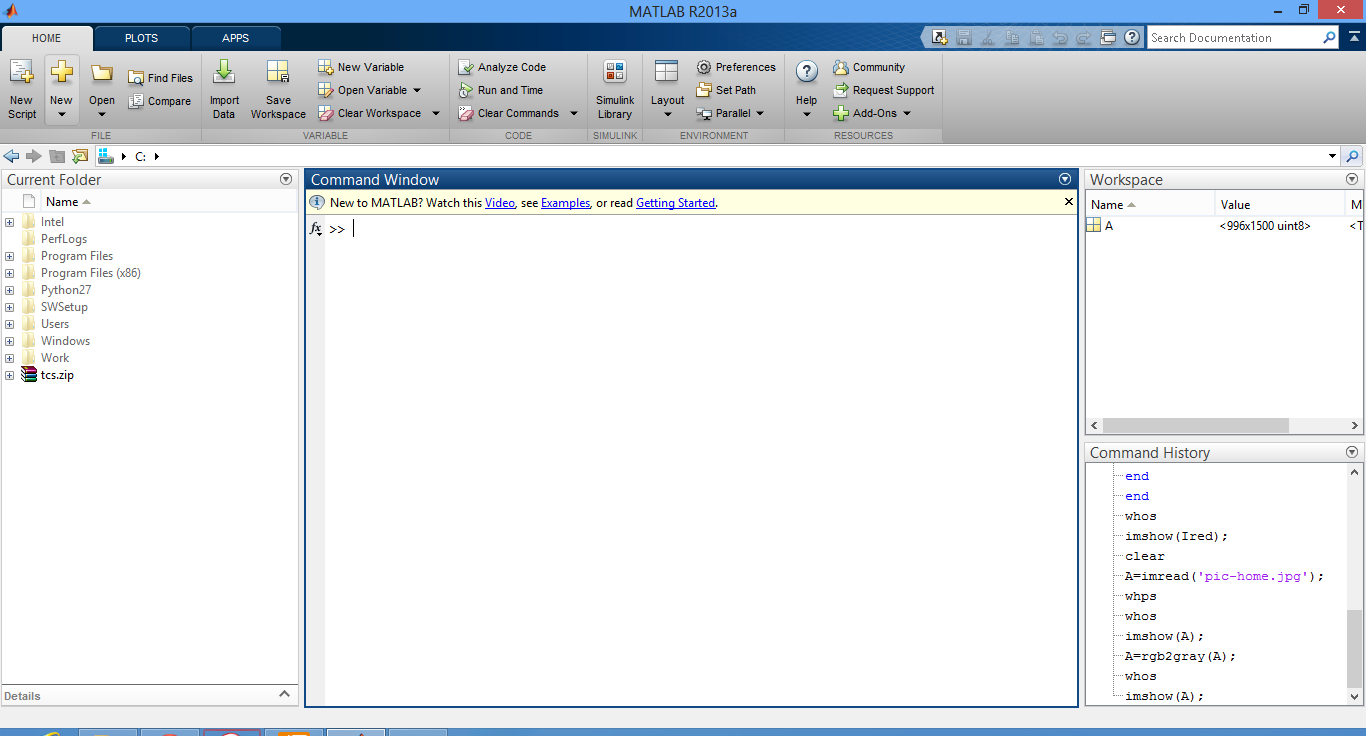 MATLAB R2013a
HOME PLOTS APPS Search Documentation
New Script New Open Find Files Compare
Import Data Save Workspace New Variable Open Variable Clear Workspace
Analyze Code Run and Time Clear Commands
Simulink Library
Layout Preferences Set Path Parallel
Help Community Request Support Add-Ons
FILE VARIABLE CODE SIMULINK ENVIRONMENT RESOURCES
C:
Current Folder
Name
Intel
PerfLogs
Program Files
Program Files (x86)
Python27
SWSetup
Users
Windows
Work
tcs.zip
Details
Command Window
New to MATLAB? Watch this Video, see Examples, or read Getting Started.
fx >>
Workspace
Name Value M
A <996x1500 uint8> <T
Command History
end
end
whos
imshow(Ired);
clear
A=imread('pic-home.jpg');
whps
whos
imshow(A);
A=rgb2gray(A);
whos
imshow(A);